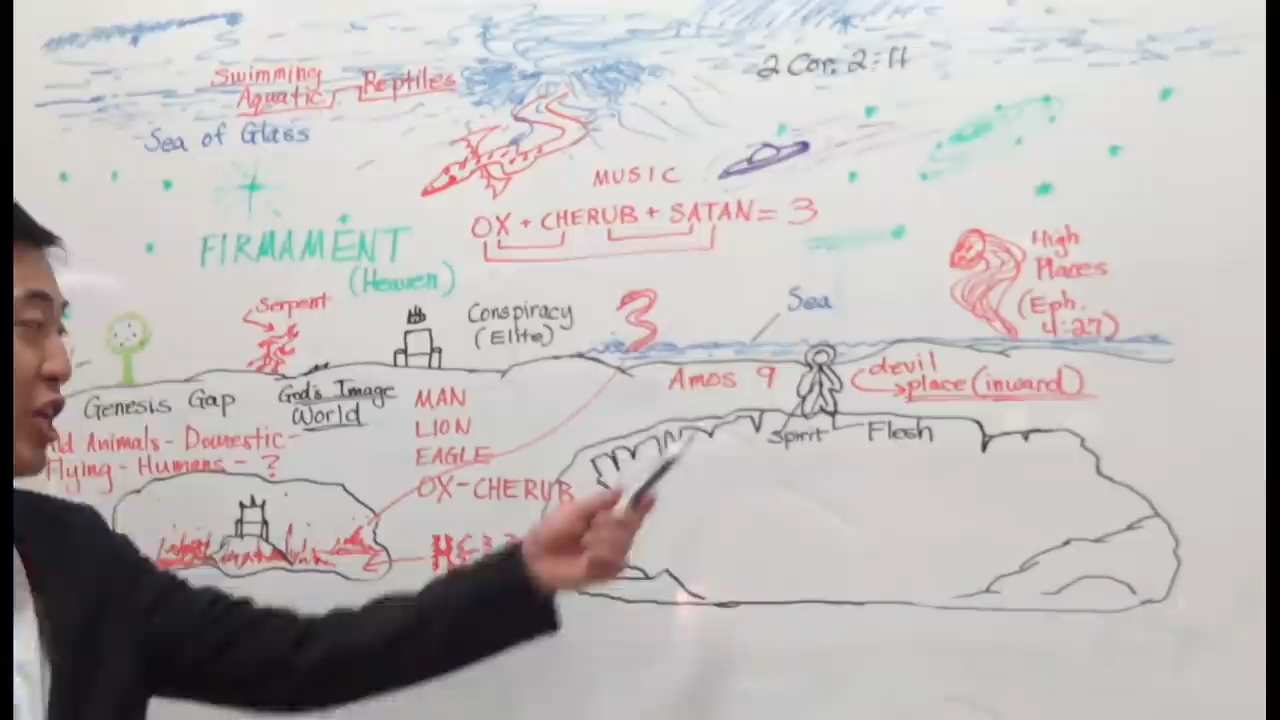 2 Cor. 2:11
Swimming
Aquatic, Reptiles
Sea of Glass
MUSIC
OX + CHERUB + SATAN = 3
FIRMAMENT
(Heaven)
High
Places
(Eph.
4:27)
Serpent
Conspiracy
(Elite)
Sea
Genesis Gap
God's Image
World
MAN
LION
EAGLE
OX-CHERUB
Amos 9
devil
place (inward)
Spirit
Flesh
nd Animals - Domestic -
Flying - Humans - ?